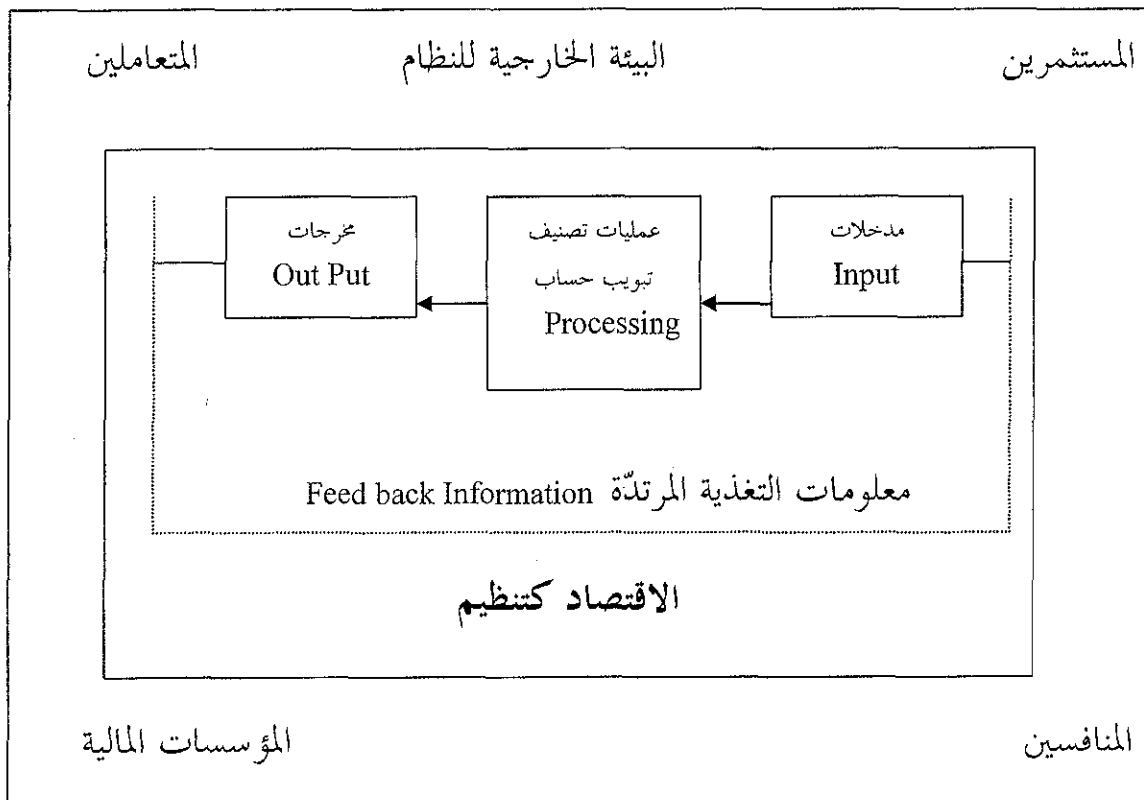 المستثمرين
البيئة الخارجية للنظام
المتعاملين
مدخلات
Input
عمليات تصنيف
تبويب حساب
Processing
مخرجات
Out Put
معلومات التغذية المرتدّة Feed back Information
الاقتصاد كتنظيم
المنافسين
المؤسسات المالية